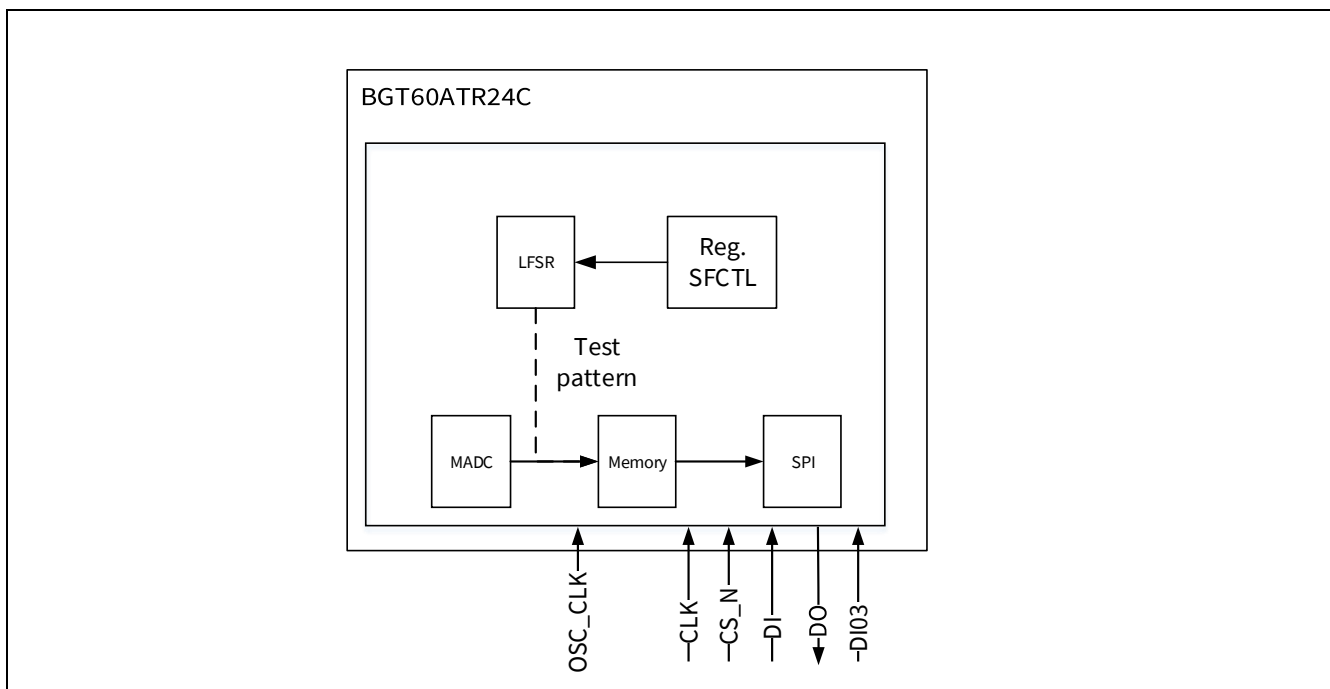 BGT60ATR24C
LFSR
Reg.
SFCTL
Test
pattern
MADC
Memory
SPI
OSC_CLK
CLK
CS_N
DI
DO
DI03